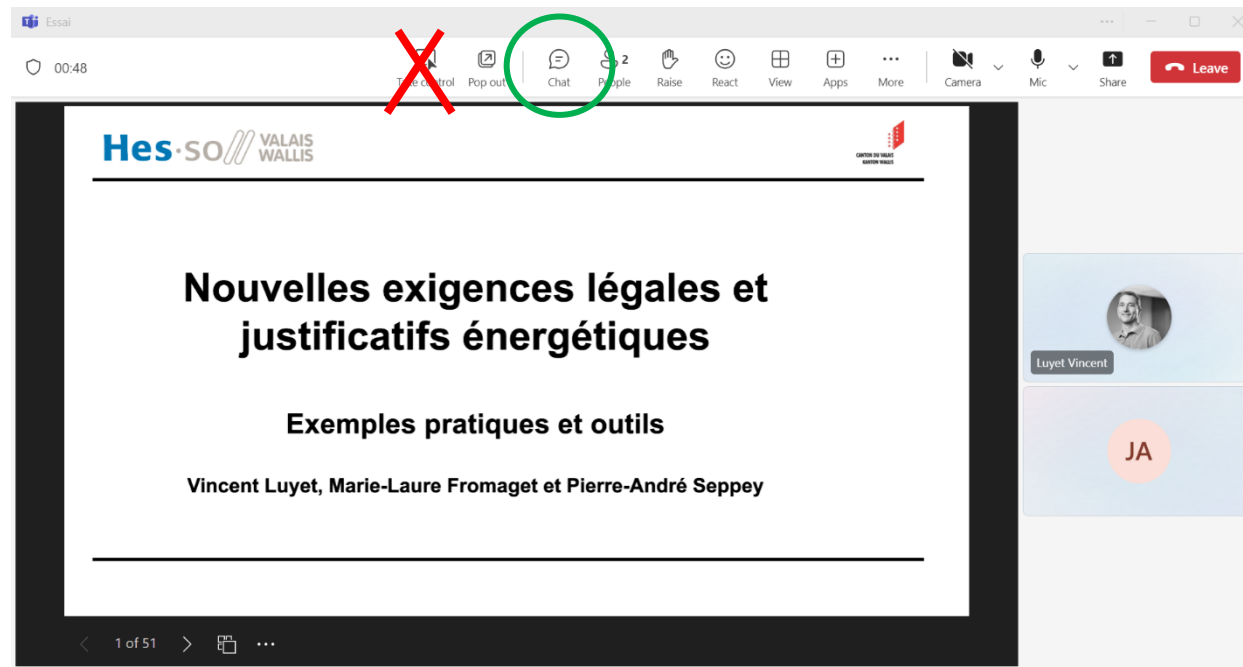 Essai
00:48
Take control
Pop out
Chat
People
2
Raise
React
View
Apps
More
Camera
Mic
Share
Leave
Hes·so VALAIS
WALLIS
CANTON DU VALAIS
KANTON WALLIS
Nouvelles exigences légales et
justificatifs énergétiques
Exemples pratiques et outils
Vincent Luyet, Marie-Laure Fromaget et Pierre-André Seppey
Luyet Vincent
JA
1 of 51